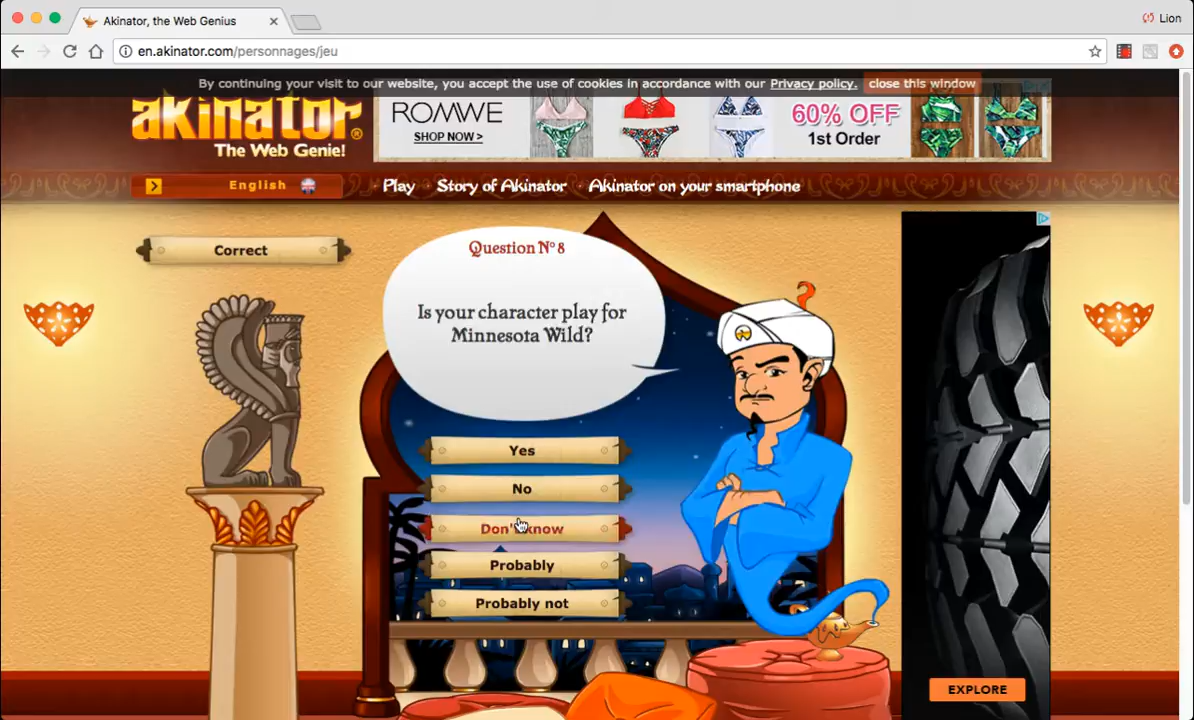 Akinator, the Web Genius
Lion
en.akinator.com/personnages/jeu
By continuing your visit to our website, you accept the use of cookies in accordance with our Privacy policy. close this window
akinator®
The Web Genie!
ROMWE
SHOP NOW >
60% OFF
1st Order
English
· Play · Story of Akinator · Akinator on your smartphone
Correct
Question N° 8
Is your character play for
Minnesota Wild?
Yes
No
Don't know
Probably
Probably not
EXPLORE